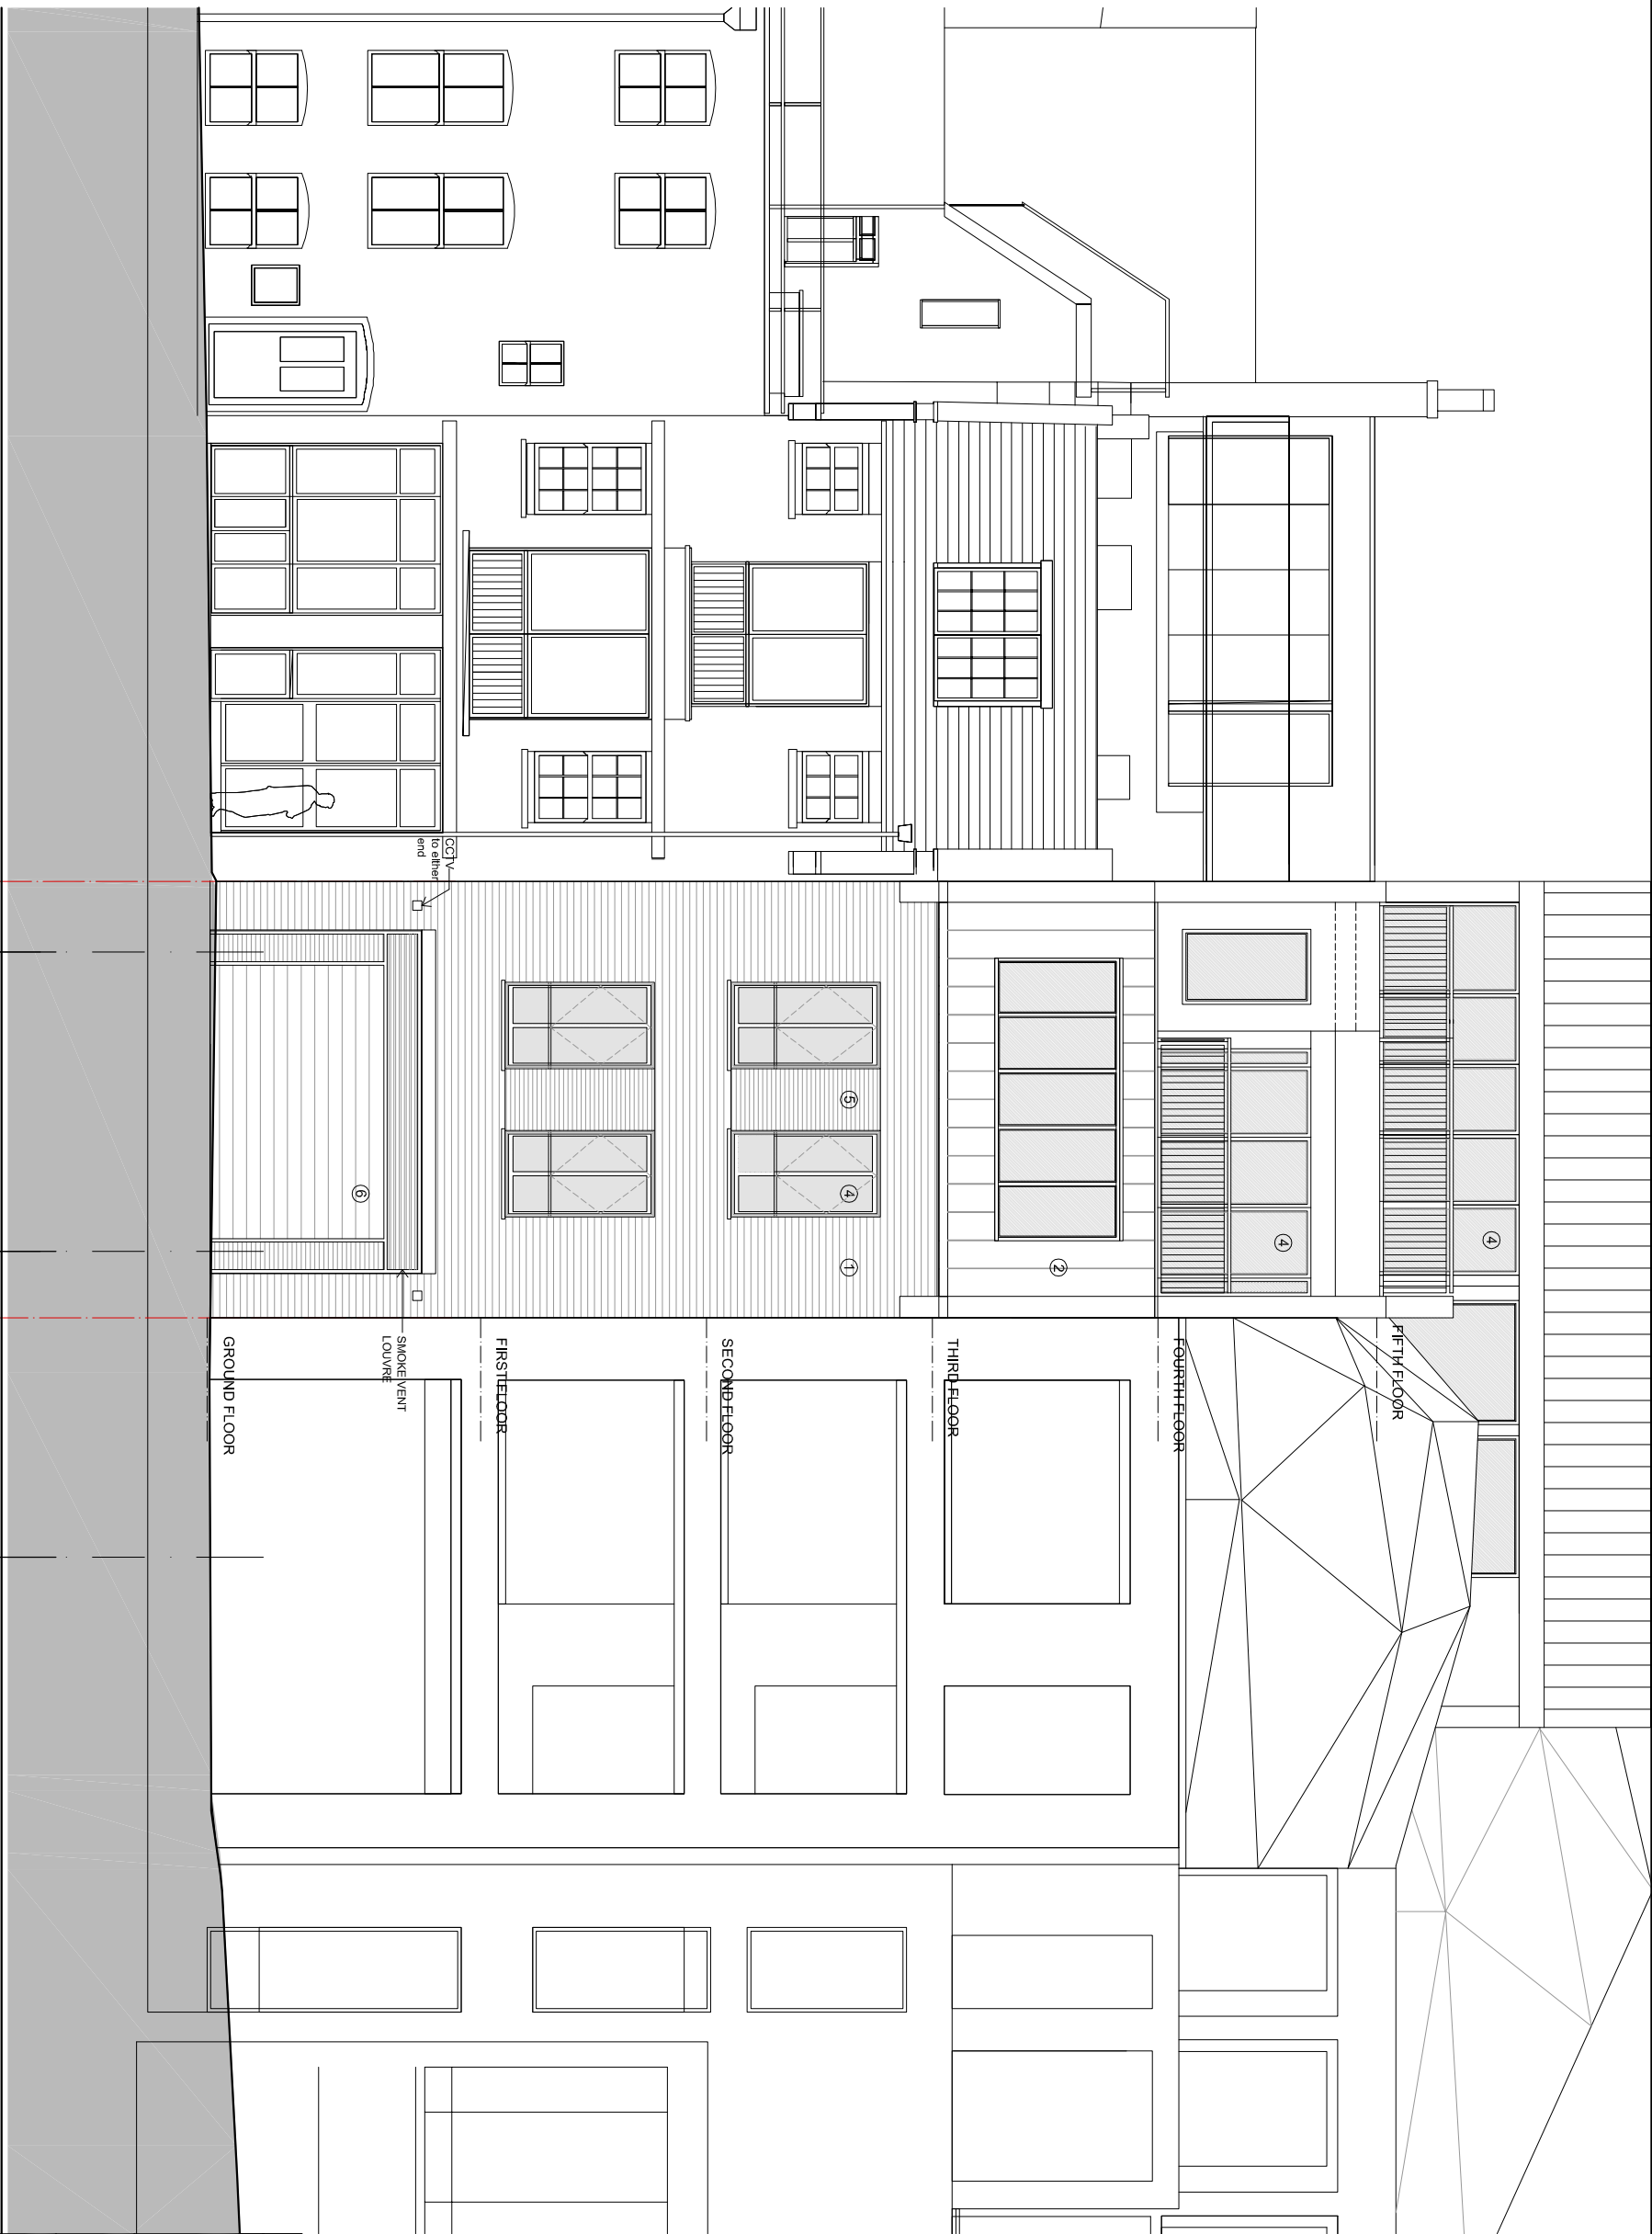 ④
④
②
⑤
④
①
⑥
CCTV
to either
end
FIFTH FLOOR
FOURTH FLOOR
THIRD FLOOR
SECOND FLOOR
FIRST FLOOR
SMOKE VENT
LOUVRE
GROUND FLOOR